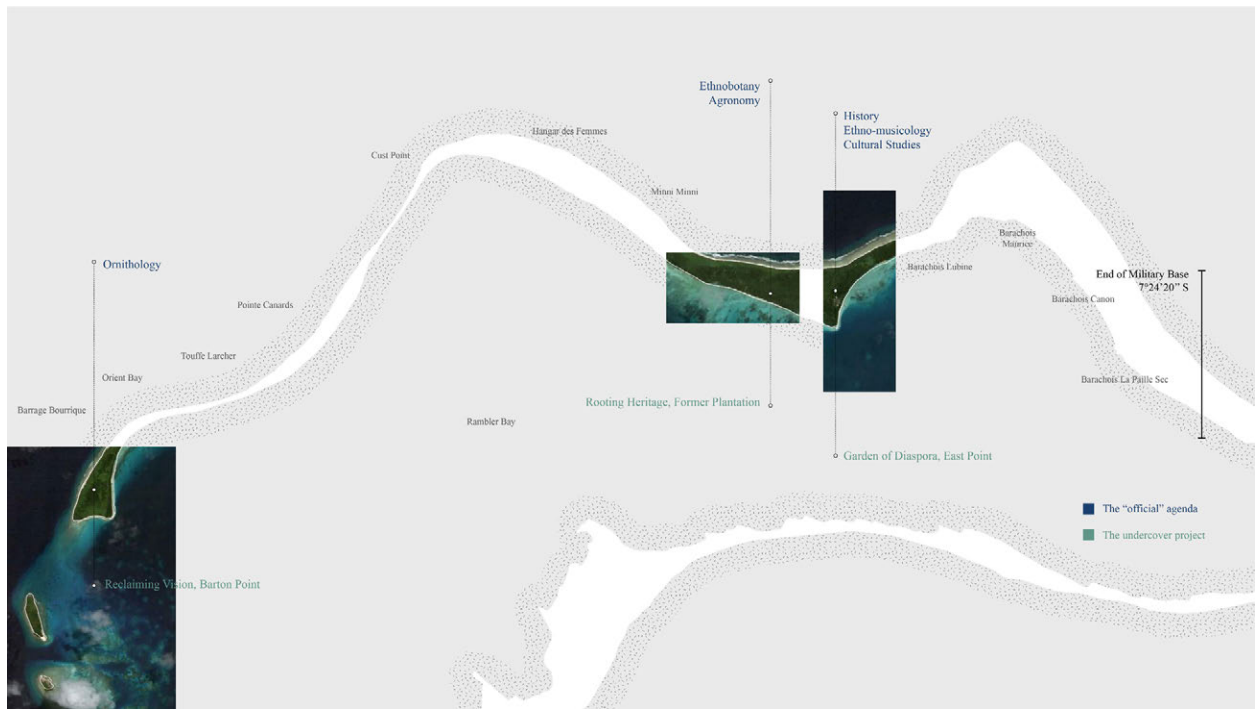 Ethnobotany
Agronomy
History
Ethno-musicology
Cultural Studies
Hangar des Femmes
Cust Point
Minni Minni
Barachois
Maurice
Barachois Lubine
Ornithology
End of Military Base
7°24'20" S
Pointe Canards
Barachois Canon
Touffe Larcher
Orient Bay
Barachois La Paille Sec
Barrage Bourrique
Rooting Heritage, Former Plantation
Rambler Bay
Garden of Diaspora, East Point
The "official" agenda
The undercover project
Reclaiming Vision, Barton Point